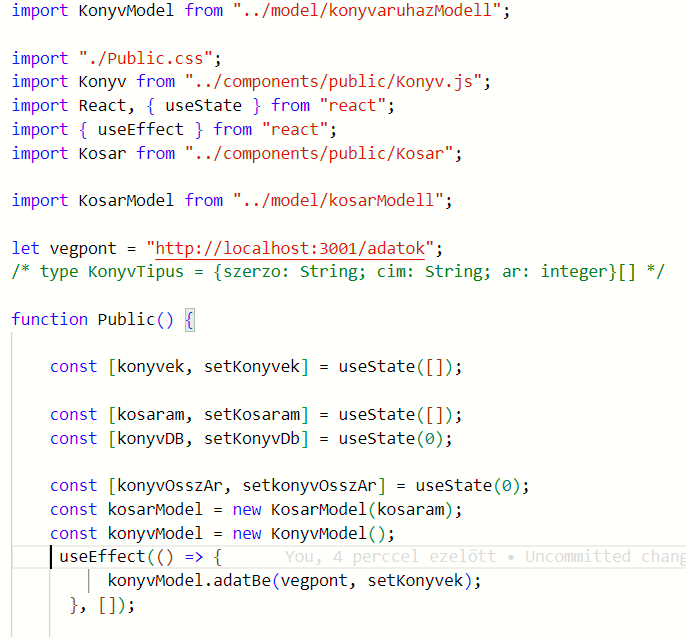 import KonyvModel from "../model/konyvaruhazModell";
import "./Public.css";
import Konyv from "../components/public/Konyv.js";
import React, { useState } from "react";
import { useEffect } from "react";
import Kosar from "../components/public/Kosar";
import KosarModel from "../model/kosarModell";
let vegpont = "http://localhost:3001/adatok";
/* type KonyvTipus = {szerzo: String; cim: String; ar: integer}[] */
function Public() {
const [konyvek, setKonyvek] = useState([]);
const [kosaram, setKosaram] = useState([]);
const [konyvDB, setKonyvDb] = useState(0);
const [konyvOsszAr, setkonyvOsszAr] = useState(0);
const kosarModel = new KosarModel(kosaram);
const konyvModel = new KonyvModel();
useEffect(() => { You, 4 perccel ezelőtt • Uncommitted chang
konyvModel.adatBe(vegpont, setKonyvek);
}, []);